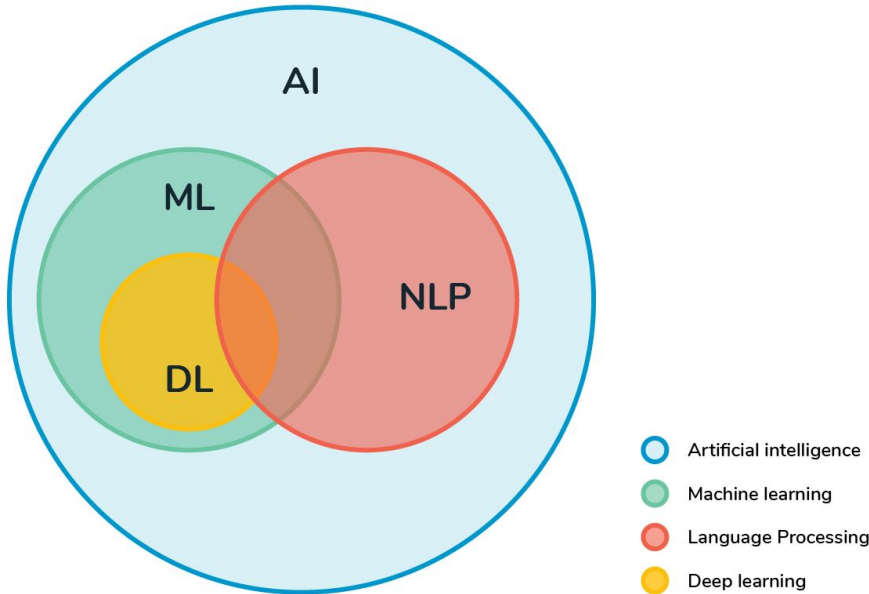 AI
ML
NLP
DL
Artificial intelligence
Machine learning
Language Processing
Deep learning